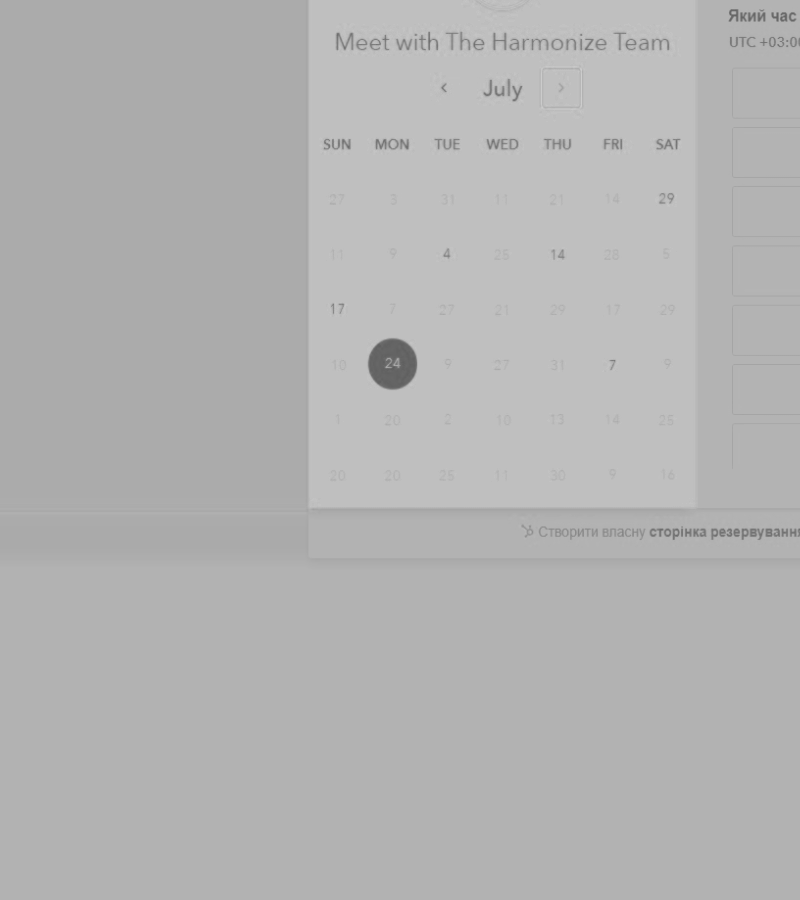 Meet with The Harmonize Team
July
SUN MON TUE WED THU FRI SAT
27 3 31 11 21 14 29
11 9 4 25 14 28 5
17 7 27 21 29 17 29
10 24 9 27 31 7 9
1 20 2 10 13 14 25
20 20 25 11 30 9 16
Який час
UTC +03:00
Створити власну сторінка резервування